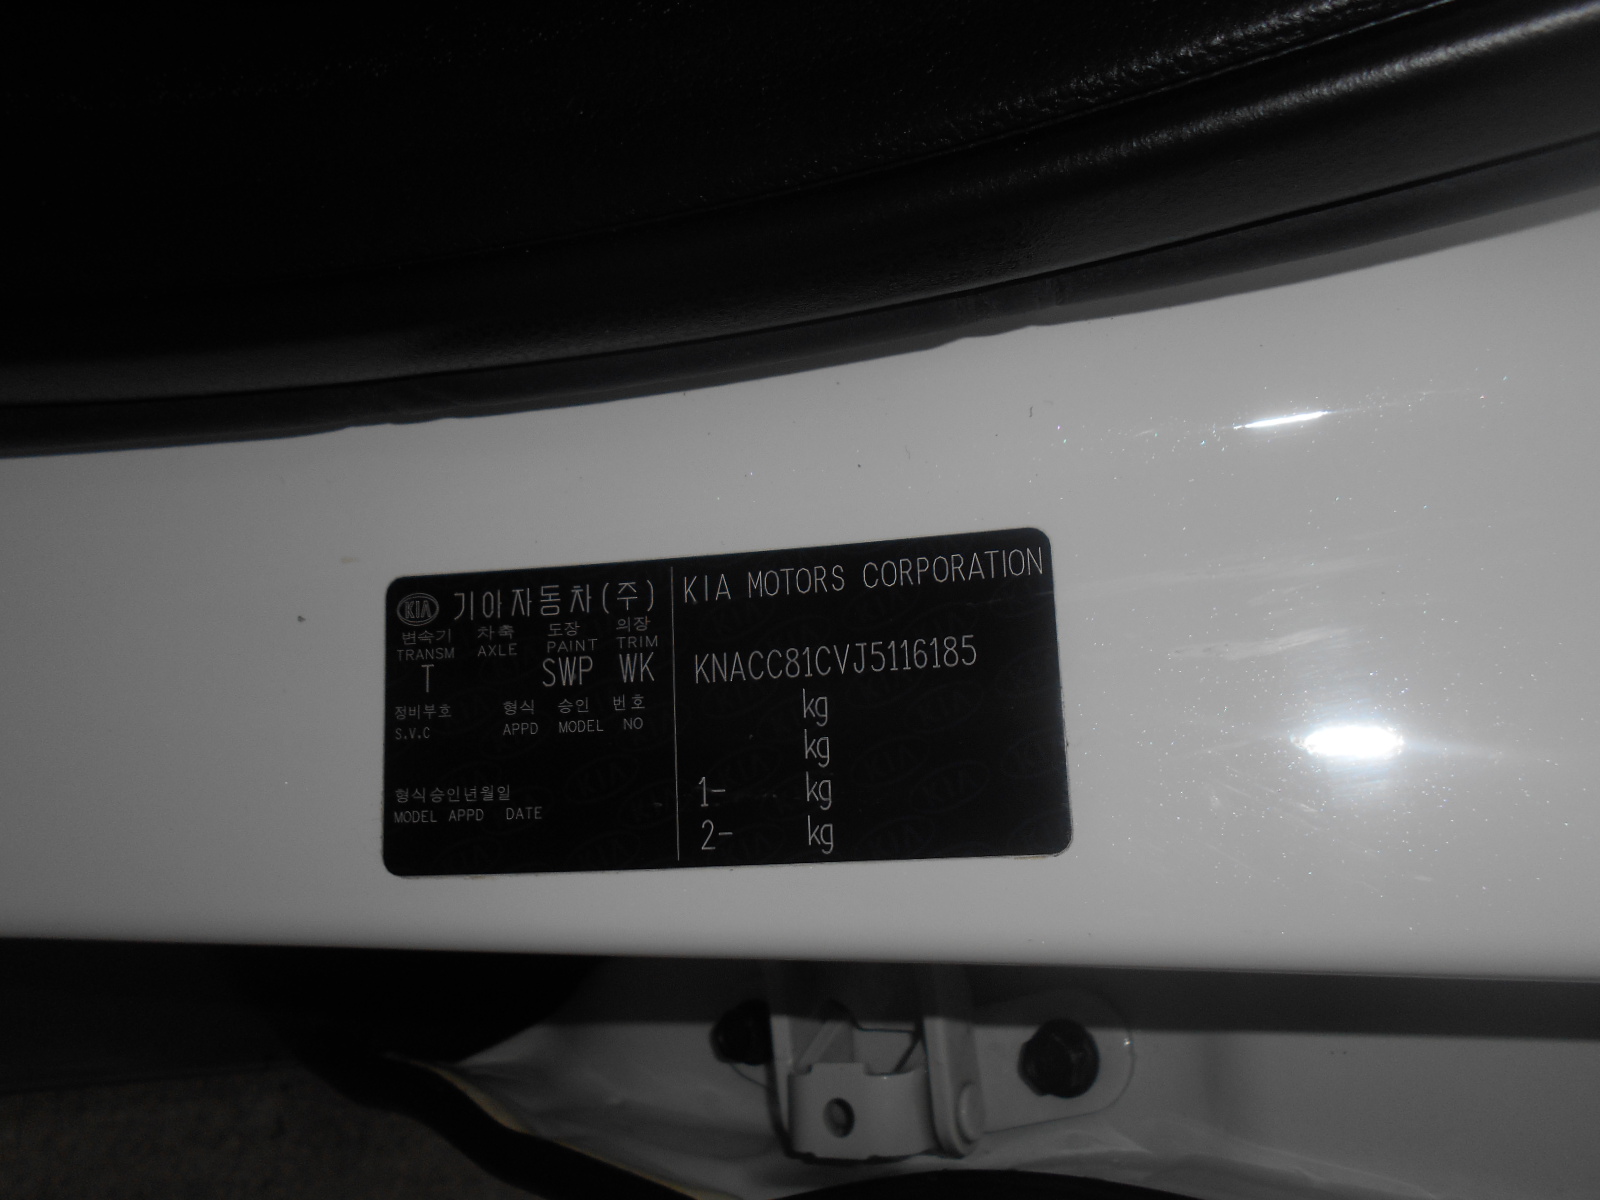 KIA 기아자동차(주)
변속기 차축 도장 의장
TRANSM AXLE PAINT TRIM
T SWP WK
정비부호 형식 승인 번호
S.V.C APPD MODEL NO
형식승인년월일
MODEL APPD DATE
KIA MOTORS CORPORATION
KNACC81CVJ5116185
kg
kg
1- kg
2- kg